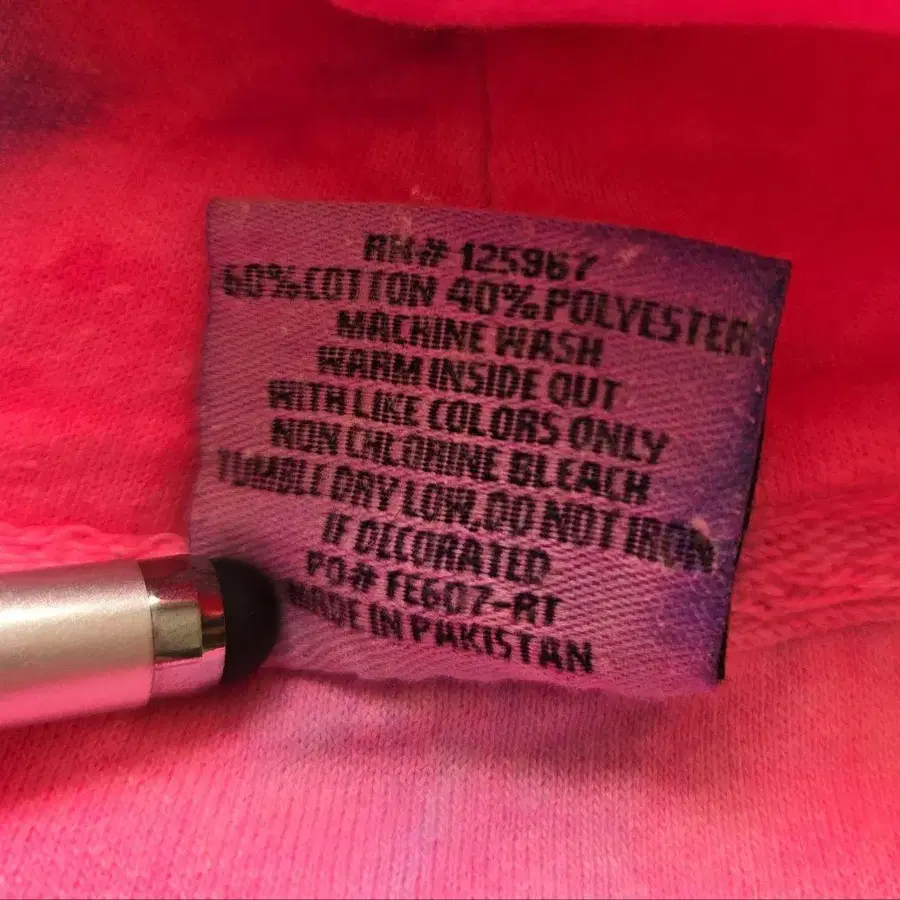 RN# 125967
60% COTTON 40% POLYESTER
MACHINE WASH
WARM INSIDE OUT
WITH LIKE COLORS ONLY
NON CHLORINE BLEACH
TUMBLE DRY LOW.DO NOT IRON
IF DECORATED
PO# FE607-RT
MADE IN PAKISTAN